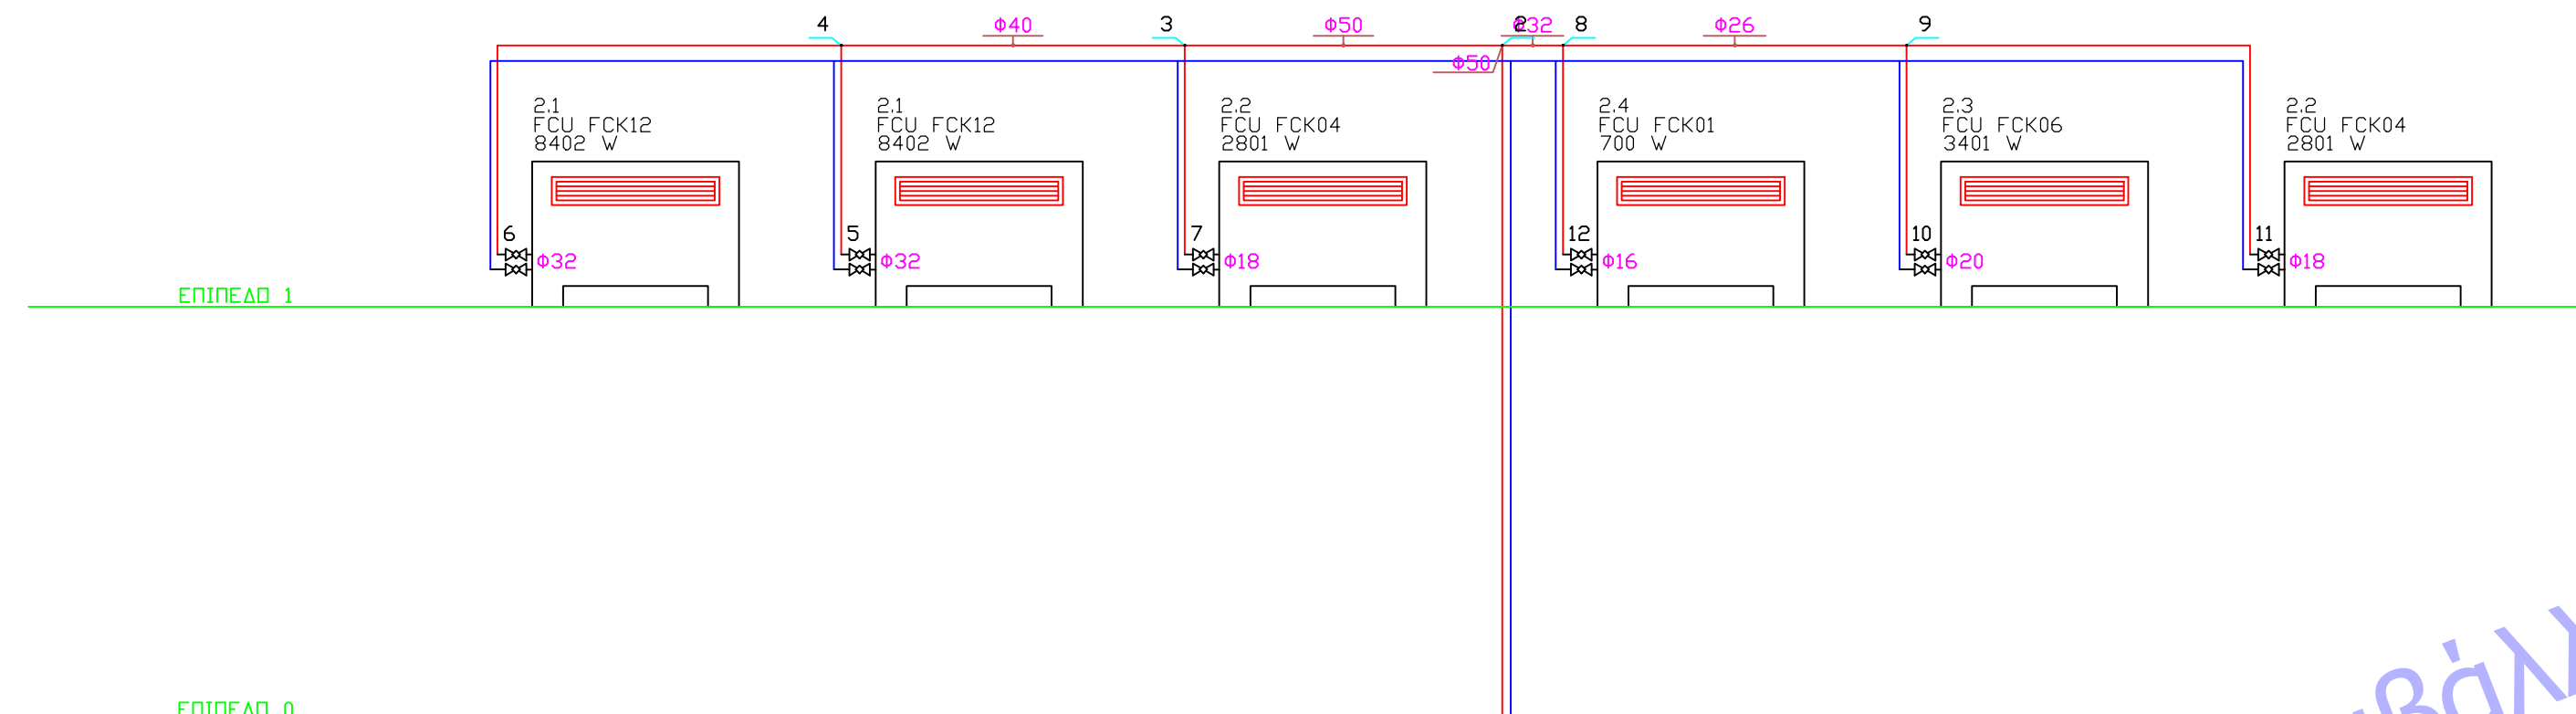 4 Φ40 3 Φ50 2 Φ32 8 Φ26 9
Φ50
2.1
FCU FCK12
8402 W
2.1
FCU FCK12
8402 W
2.2
FCU FCK04
2801 W
2.4
FCU FCK01
700 W
2.3
FCU FCK06
3401 W
2.2
FCU FCK04
2801 W
6 5 7 12 10 11
Φ32 Φ32 Φ18 Φ16 Φ20 Φ18
ΕΠΙΠΕΔΟ 1
ΕΠΙΠΕΔΟ 0